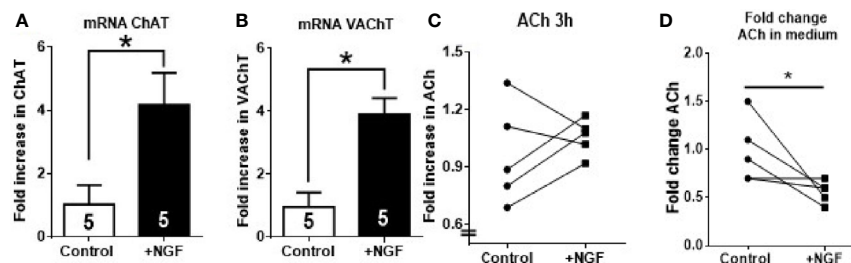 A
mRNA ChAT
*
Fold increase in ChAT
6
4
2
0
5
5
Control
+NGF
B
mRNA VAChT
*
Fold increase in VAChT
6
4
2
0
5
5
Control
+NGF
C
ACh 3h
Fold increase in ACh
1.5
1.2
0.9
0.6
Control
+NGF
D
Fold change
ACh in medium
*
Fold change ACh
2.0
1.5
1.0
0.5
0.0
Control
+NGF